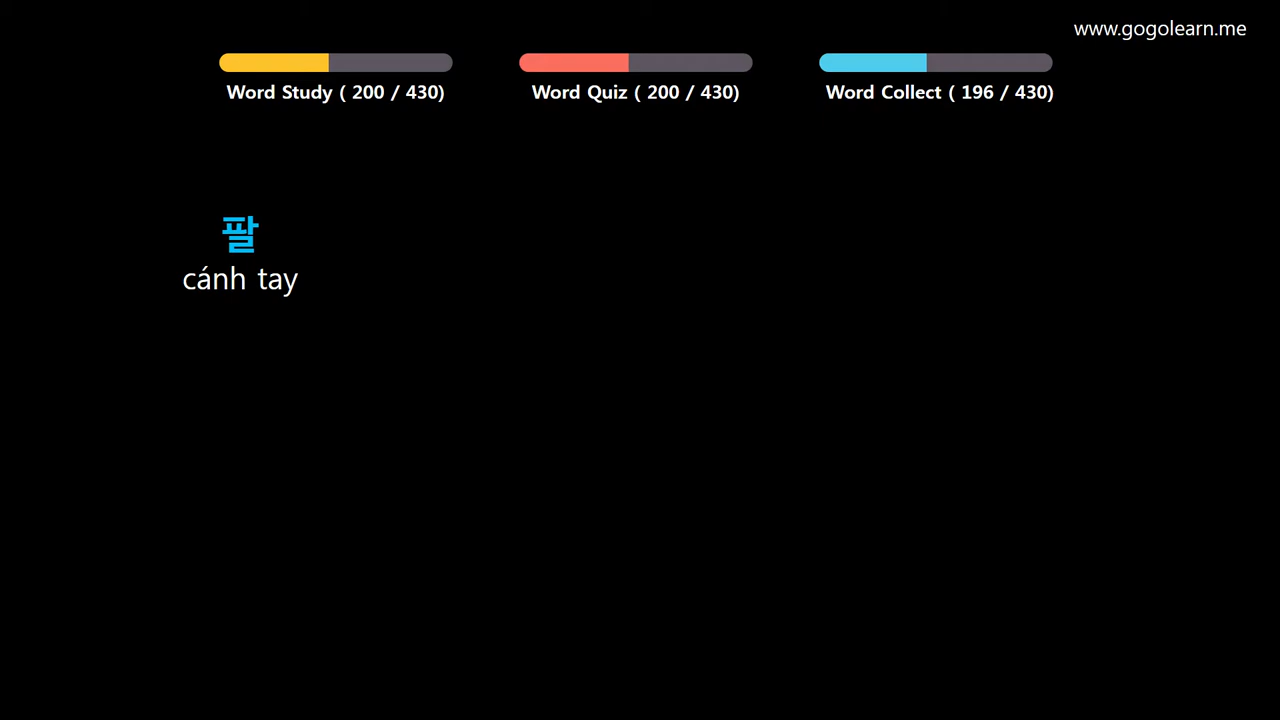 www.gogolearn.me
Word Study ( 200 / 430)
Word Quiz ( 200 / 430)
Word Collect ( 196 / 430)
팔
cánh tay